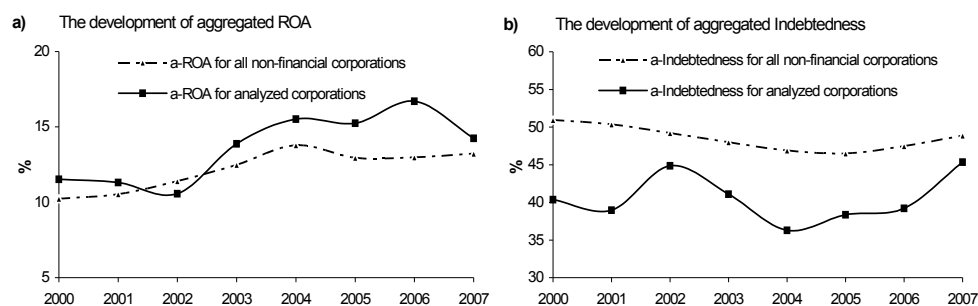 a) The development of aggregated ROA
20
15
10
5
%
a-ROA for all non-financial corporations
a-ROA for analyzed corporations
2000 2001 2002 2003 2004 2005 2006 2007
b) The development of aggregated Indebtedness
60
55
50
45
40
35
30
%
a-Indebtedness for all non-financial corporations
a-Indebtedness for analyzed corporations
2000 2001 2002 2003 2004 2005 2006 2007